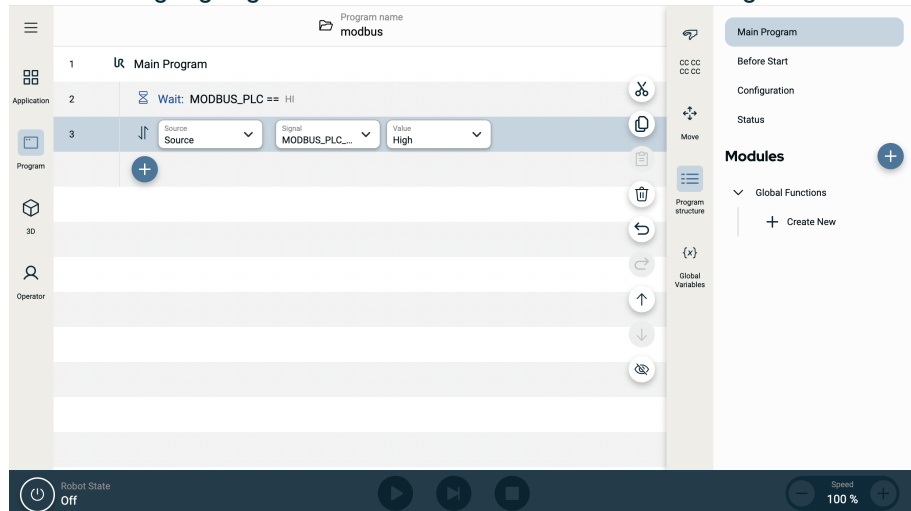 Program name
modbus
1 Main Program
2 Wait: MODBUS_PLC == HI
3 Source Source Signal MODBUS_PLC_... Value High
Application
Program
3D
Operator
CC CC
CC CC
Move
Program structure
{x}
Global Variables
Main Program
Before Start
Configuration
Status
Modules
Global Functions
Create New
Robot State
Off
Speed
100 %